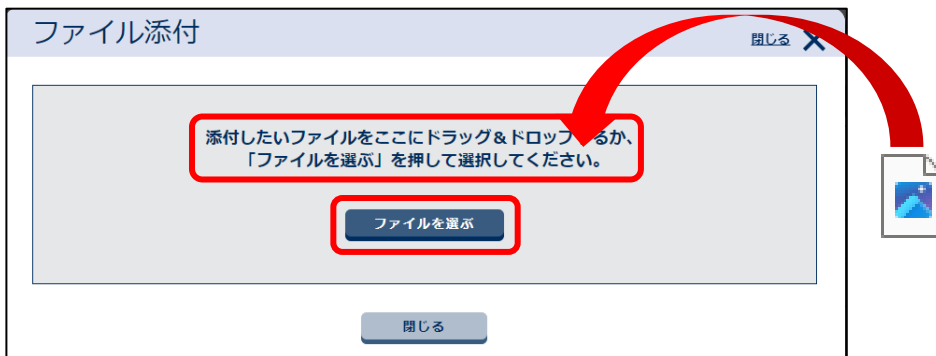 ファイル添付
閉じる
添付したいファイルをここにドラッグ&ドロップするか、
「ファイルを選ぶ」を押して選択してください。
ファイルを選ぶ
閉じる